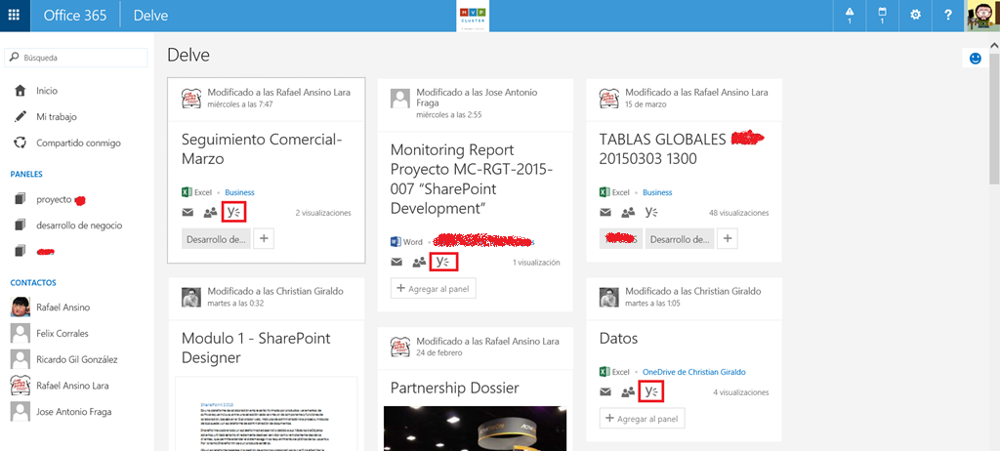 Office 365
Delve
MVP
CLUSTER
1
1
?
Búsqueda
Inicio
Mi trabajo
Compartido conmigo
PANELES
proyecto
desarrollo de negocio
CONTACTOS
Rafael Ansino
Felix Corrales
Ricardo Gil González
Rafael Ansino Lara
Jose Antonio Fraga
Delve
Modificado a las Rafael Ansino Lara
miércoles a las 7:47
Seguimiento Comercial-
Marzo
Excel • Business
2 visualizaciones
Desarrollo de... +
Modificado a las Christian Giraldo
martes a las 0:32
Modulo 1 - SharePoint
Designer
Modificado a las Jose Antonio
Fraga
miércoles a las 2:55
Monitoring Report
Proyecto MC-RGT-2015-
007 “SharePoint
Development”
Word •
1 visualización
+ Agregar al panel
Modificado a las Rafael Ansino Lara
24 de febrero
Partnership Dossier
Modificado a las Rafael Ansino Lara
15 de marzo
TABLAS GLOBALES
20150303 1300
Excel • Business
48 visualizaciones
Desarrollo de... +
Modificado a las Christian Giraldo
martes a las 1:05
Datos
Excel • OneDrive de Christian Giraldo
4 visualizaciones
+ Agregar al panel